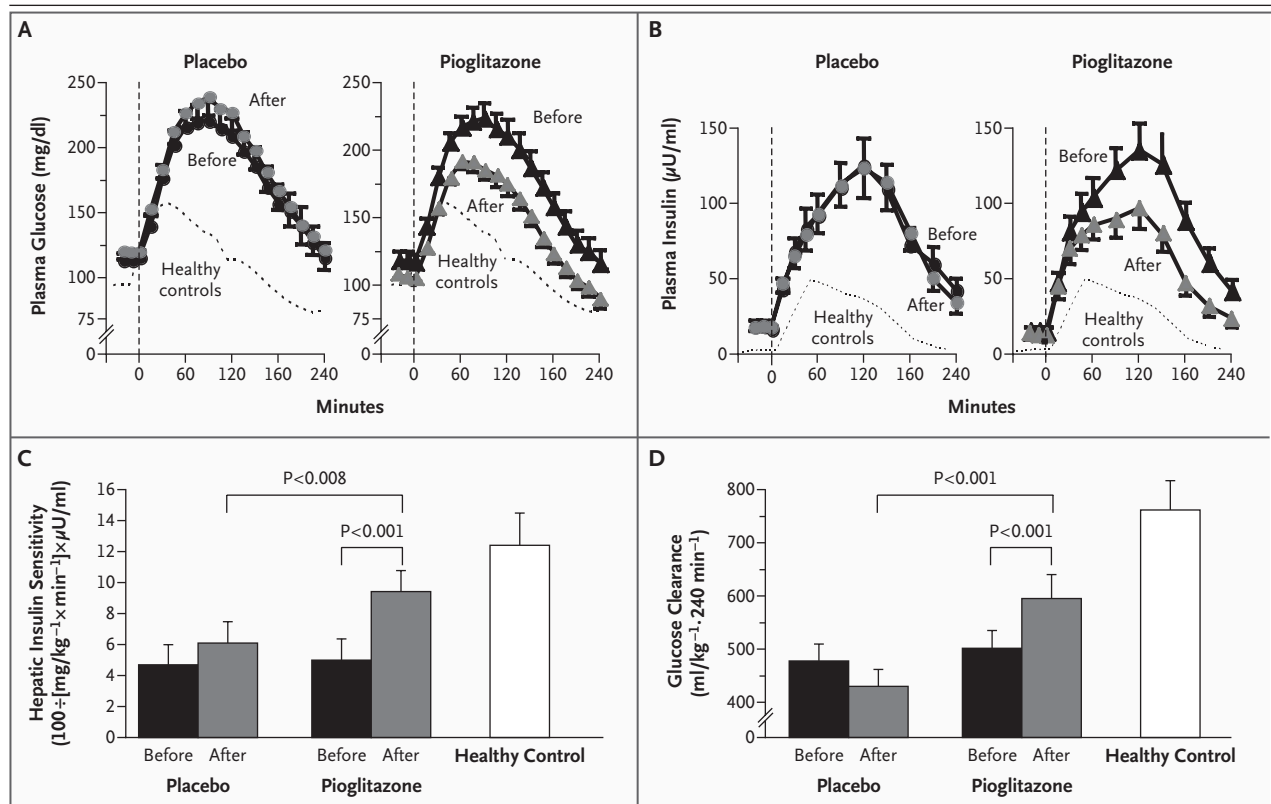 A
Placebo
Pioglitazone
Plasma Glucose (mg/dl)
250
200
150
100
75
0
After
Before
Healthy
controls
0 60 120 160 240
250
200
150
100
75
0
Before
After
Healthy
controls
0 60 120 160 240
Minutes
B
Placebo
Pioglitazone
Plasma Insulin (µU/ml)
150
100
50
0
Before
After
Healthy
controls
0 60 120 160 240
150
100
50
0
Before
After
Healthy
controls
0 60 120 160 240
Minutes
C
Hepatic Insulin Sensitivity
(100÷[mg/kg⁻¹×min⁻¹]×µU/ml)
16
14
12
10
8
6
4
2
0
P<0.008
P<0.001
Before After Before After Healthy Control
Placebo Pioglitazone
D
Glucose Clearance
(ml/kg⁻¹·240 min⁻¹)
800
750
600
500
400
0
P<0.001
P<0.001
Before After Before After Healthy Control
Placebo Pioglitazone